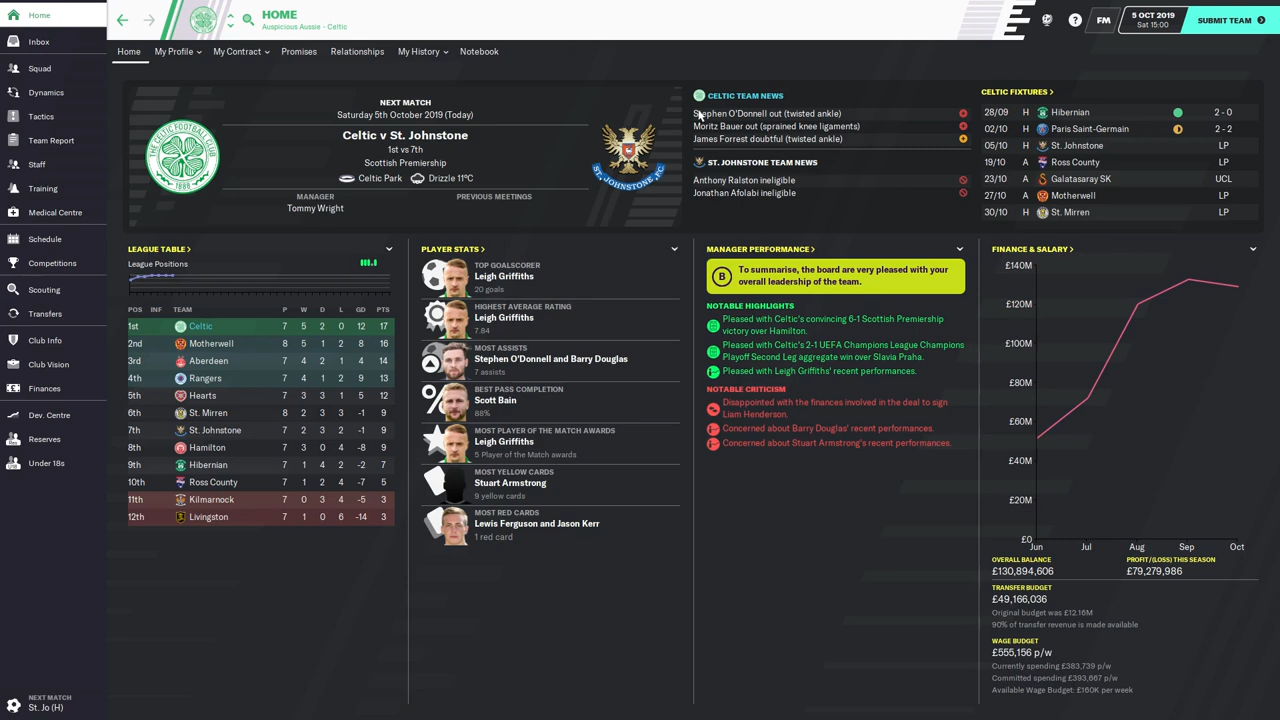 Home
Inbox
Squad
Dynamics
Tactics
Team Report
Staff
Training
Medical Centre
Schedule
Competitions
Scouting
Transfers
Club Info
Club Vision
Finances
Dev. Centre
Reserves
Under 18s
NEXT MATCH
St. Jo (H)
HOME
Auspicious Aussie - Celtic
?
FM
5 OCT 2019
Sat 15:00
SUBMIT TEAM
Home
My Profile
My Contract
Promises
Relationships
My History
Notebook
NEXT MATCH
Saturday 5th October 2019 (Today)
Celtic v St. Johnstone
1st vs 7th
Scottish Premiership
Celtic Park
Drizzle 11°C
MANAGER
Tommy Wright
PREVIOUS MEETINGS
THE CELTIC FOOTBALL CLUB
1888
ST. JOHNSTONE F.C.
CELTIC TEAM NEWS
Stephen O'Donnell out (twisted ankle)
Moritz Bauer out (sprained knee ligaments)
James Forrest doubtful (twisted ankle)
ST. JOHNSTONE TEAM NEWS
Anthony Ralston ineligible
Jonathan Afolabi ineligible
CELTIC FIXTURES >
28/09 H Hibernian 2 - 0
02/10 H Paris Saint-Germain 2 - 2
05/10 H St. Johnstone LP
19/10 A Ross County LP
23/10 A Galatasaray SK UCL
27/10 A Motherwell LP
30/10 H St. Mirren LP
LEAGUE TABLE >
League Positions
POS INF TEAM P W D L GD PTS
1st Celtic 7 5 2 0 12 17
2nd Motherwell 8 5 1 2 8 16
3rd Aberdeen 7 4 2 1 4 14
4th Rangers 7 4 1 2 9 13
5th Hearts 7 3 3 1 5 12
6th St. Mirren 8 2 3 3 -1 9
7th St. Johnstone 7 2 3 2 -1 9
8th Hamilton 7 3 0 4 -8 9
9th Hibernian 7 1 4 2 -2 7
10th Ross County 7 1 2 4 -7 5
11th Kilmarnock 7 0 3 4 -5 3
12th Livingston 7 1 0 6 -14 3
PLAYER STATS >
TOP GOALSCORER
Leigh Griffiths
20 goals
HIGHEST AVERAGE RATING
Leigh Griffiths
7.84
MOST ASSISTS
Stephen O'Donnell and Barry Douglas
7 assists
BEST PASS COMPLETION
Scott Bain
88%
MOST PLAYER OF THE MATCH AWARDS
Leigh Griffiths
5 Player of the Match awards
MOST YELLOW CARDS
Stuart Armstrong
9 yellow cards
MOST RED CARDS
Lewis Ferguson and Jason Kerr
1 red card
MANAGER PERFORMANCE >
B
To summarise, the board are very pleased with your
overall leadership of the team.
NOTABLE HIGHLIGHTS
Pleased with Celtic's convincing 6-1 Scottish Premiership
victory over Hamilton.
Pleased with Celtic's 2-1 UEFA Champions League Champions
Playoff Second Leg aggregate win over Slavia Praha.
Pleased with Leigh Griffiths' recent performances.
NOTABLE CRITICISM
Disappointed with the finances involved in the deal to sign
Liam Henderson.
Concerned about Barry Douglas' recent performances.
Concerned about Stuart Armstrong's recent performances.
FINANCE & SALARY >
£140M
£120M
£100M
£80M
£60M
£40M
£20M
£0
Jun Jul Aug Sep Oct
OVERALL BALANCE
£130,894,606
PROFIT/(LOSS) THIS SEASON
£79,279,986
TRANSFER BUDGET
£49,166,036
Original budget was £12.16M
90% of transfer revenue is made available
WAGE BUDGET
£555,156 p/w
Currently spending £383,739 p/w
Committed spending £393,667 p/w
Available Wage Budget: £160K per week